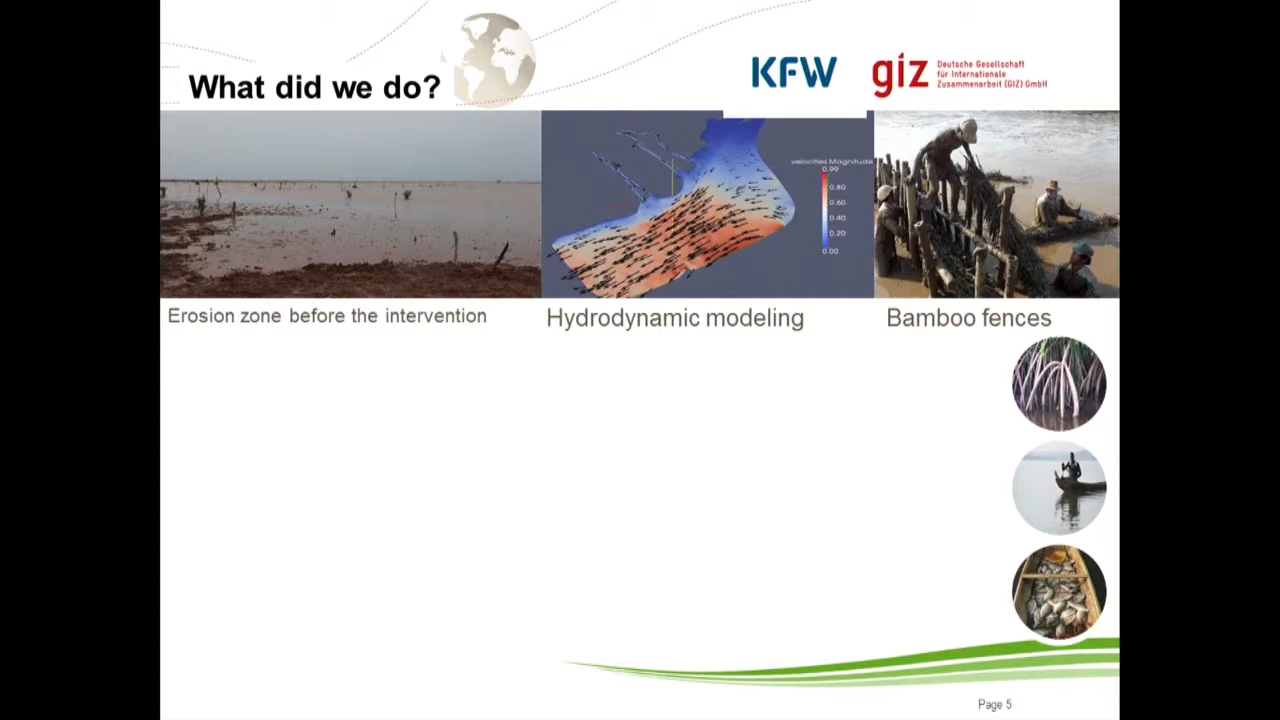 What did we do?
KFW
giz
Deutsche Gesellschaft
für Internationale
Zusammenarbeit (GIZ) GmbH
velocities Magnitude
0.99
0.80
0.60
0.40
0.20
0.00
Erosion zone before the intervention
Hydrodynamic modeling
Bamboo fences
Page 5